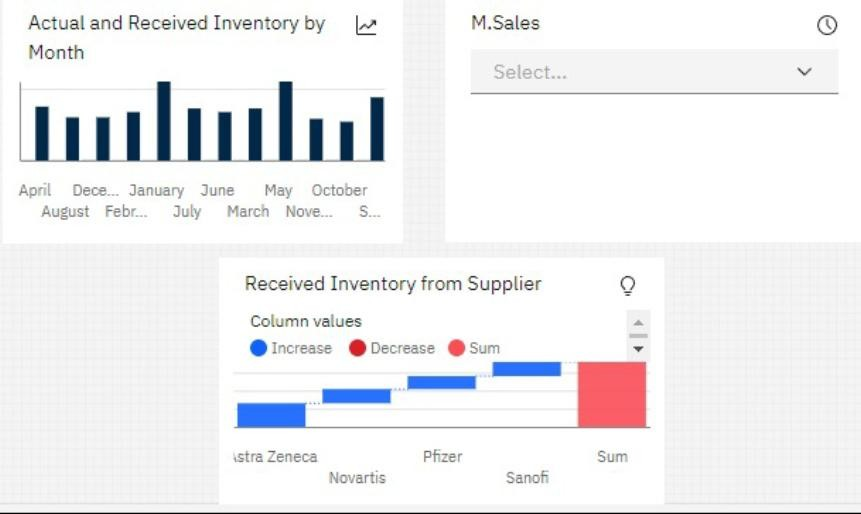 Actual and Received Inventory by
Month
April Dece... January June May October
August Febr... July March Nove... S...
M.Sales
Select...
Received Inventory from Supplier
Column values
Increase Decrease Sum
Astra Zeneca Pfizer Sum
Novartis Sanofi